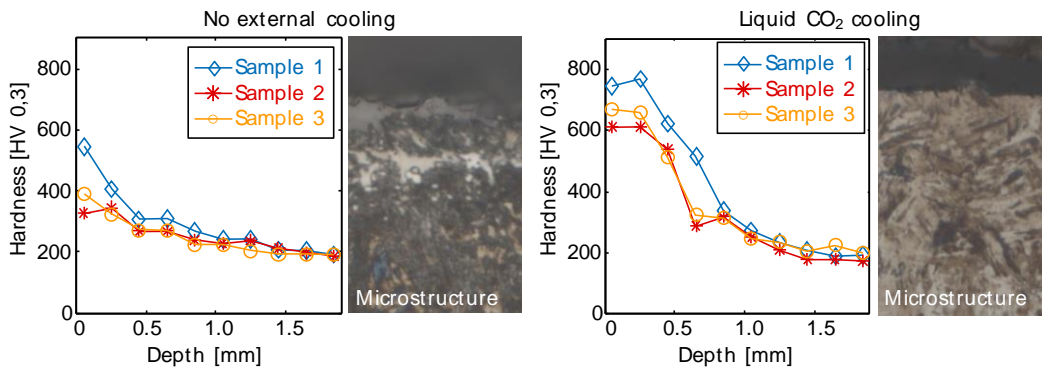 No external cooling
Hardness [HV 0,3]
800
600
400
200
0
Sample 1
Sample 2
Sample 3
0
0.5
1.0
1.5
Depth [mm]
Microstructure
Liquid CO₂ cooling
Hardness [HV 0,3]
800
600
400
200
0
Sample 1
Sample 2
Sample 3
0
0.5
1.0
1.5
Depth [mm]
Microstructure